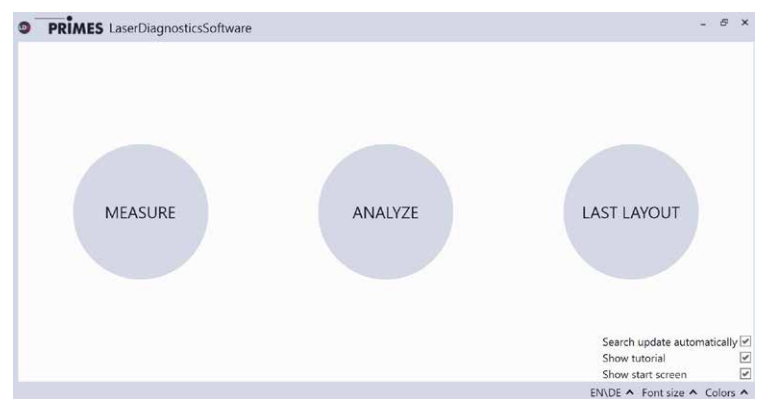 PRIMES LaserDiagnosticsSoftware
MEASURE
ANALYZE
LAST LAYOUT
Search update automatically
Show tutorial
Show start screen
EN\DE Font size Colors